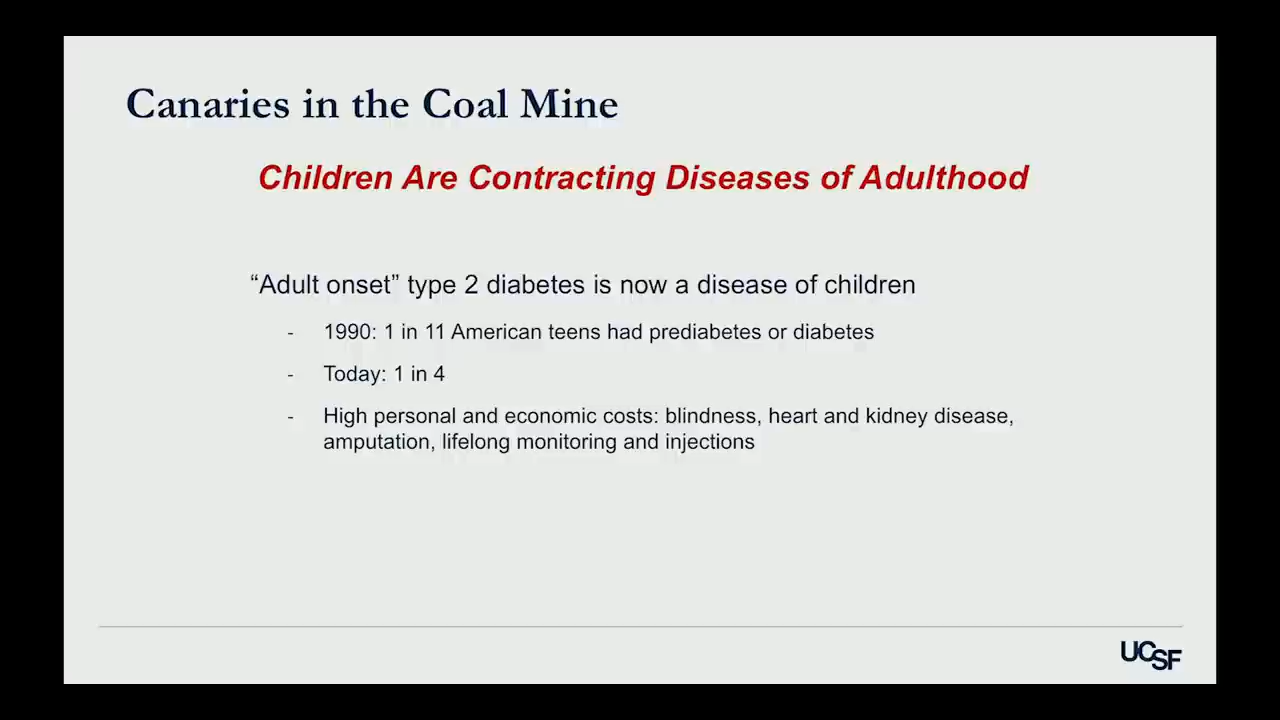 Canaries in the Coal Mine
Children Are Contracting Diseases of Adulthood
“Adult onset” type 2 diabetes is now a disease of children
- 1990: 1 in 11 American teens had prediabetes or diabetes
- Today: 1 in 4
- High personal and economic costs: blindness, heart and kidney disease,
amputation, lifelong monitoring and injections
UCSF